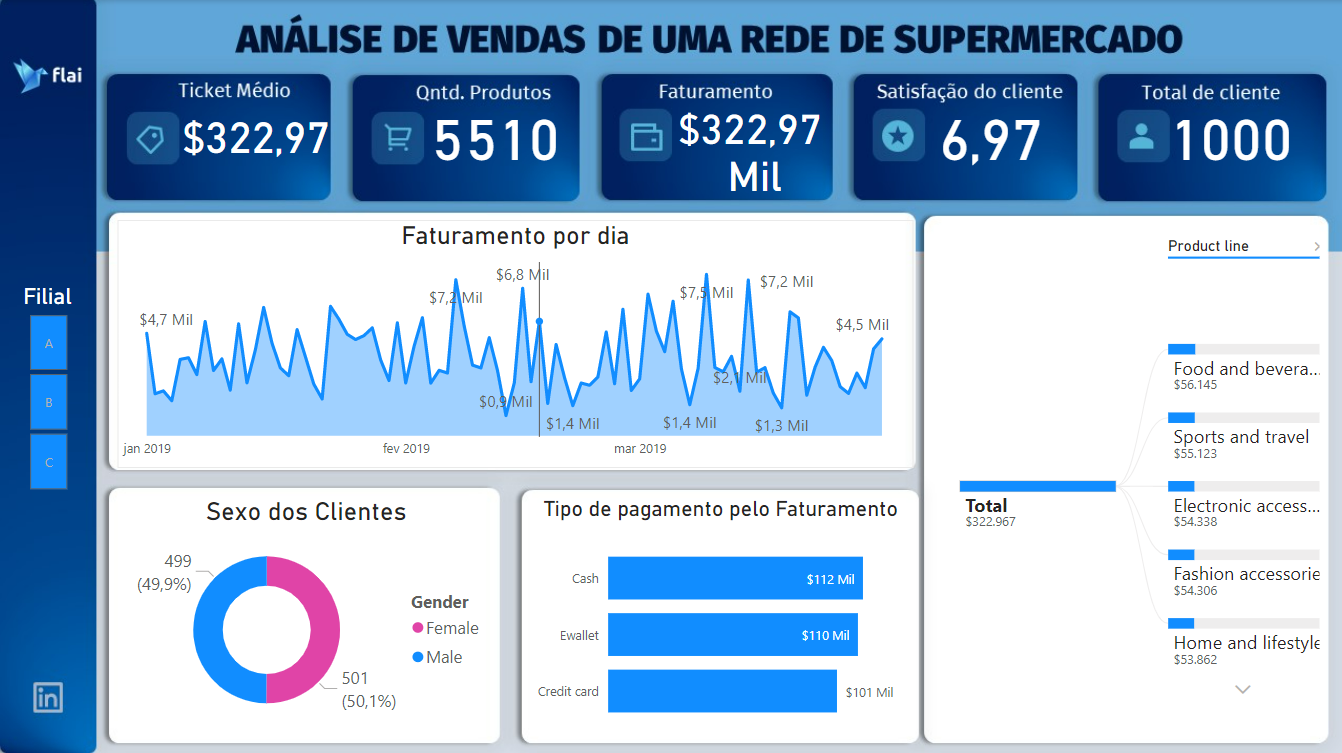 ANÁLISE DE VENDAS DE UMA REDE DE SUPERMERCADO
flai
Ticket Médio
$322,97
Qntd. Produtos
5510
Faturamento
$322,97
Mil
Satisfação do cliente
6,97
Total de cliente
1000
Filial
A
B
C
in
Faturamento por dia
$4,7 Mil
$7,2 Mil
$6,8 Mil
$0,9 Mil
$1,4 Mil
$7,5 Mil
$7,2 Mil
$2,1 Mil
$1,4 Mil
$1,3 Mil
$4,5 Mil
jan 2019
fev 2019
mar 2019
Product line
Total
$322.967
Food and bevera...
$56.145
Sports and travel
$55.123
Electronic access...
$54.338
Fashion accessorie
$54.306
Home and lifestyle
$53.862
Sexo dos Clientes
499
(49,9%)
501
(50,1%)
Gender
Female
Male
Tipo de pagamento pelo Faturamento
Cash
$112 Mil
Ewallet
$110 Mil
Credit card
$101 Mil